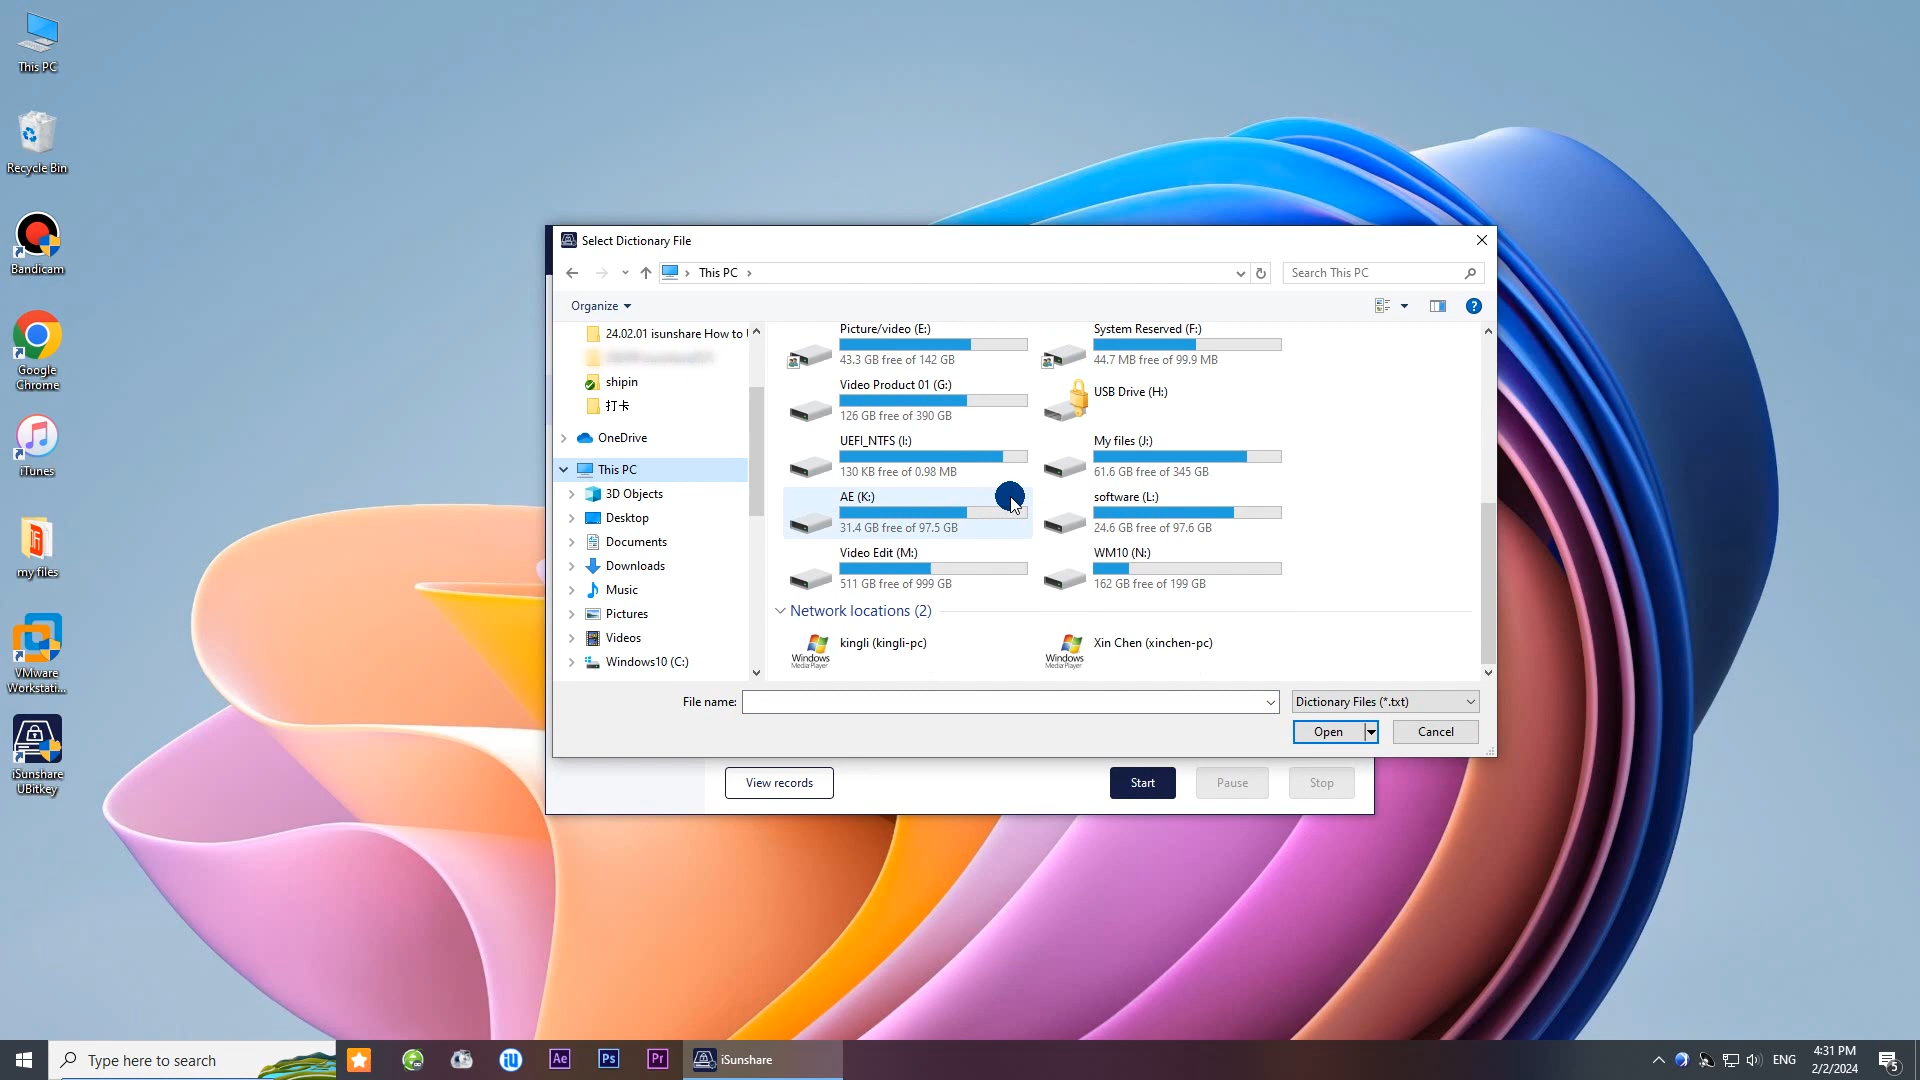 This PC
Recycle Bin
Bandicam
Google
Chrome
iTunes
my files
VMware
Workstati...
iSunshare
UBitkey
Select Dictionary File
This PC
Search This PC
Organize
24.02.01 isunshare How to
shipin
打卡
OneDrive
This PC
3D Objects
Desktop
Documents
Downloads
Music
Pictures
Videos
Windows10 (C:)
Picture/video (E:)
43.3 GB free of 142 GB
System Reserved (F:)
44.7 MB free of 99.9 MB
Video Product 01 (G:)
126 GB free of 390 GB
USB Drive (H:)
UEFI_NTFS (I:)
130 KB free of 0.98 MB
My files (J:)
61.6 GB free of 345 GB
AE (K:)
31.4 GB free of 97.5 GB
software (L:)
24.6 GB free of 97.6 GB
Video Edit (M:)
511 GB free of 999 GB
WM10 (N:)
162 GB free of 199 GB
Network locations (2)
Windows
Media Player
kingli (kingli-pc)
Windows
Media Player
Xin Chen (xinchen-pc)
File name:
Dictionary Files (*.txt)
Open
Cancel
View records
Start
Pause
Stop
Type here to search
Ae
Ps
Pr
iSunshare
ENG
4:31 PM
2/2/2024
5